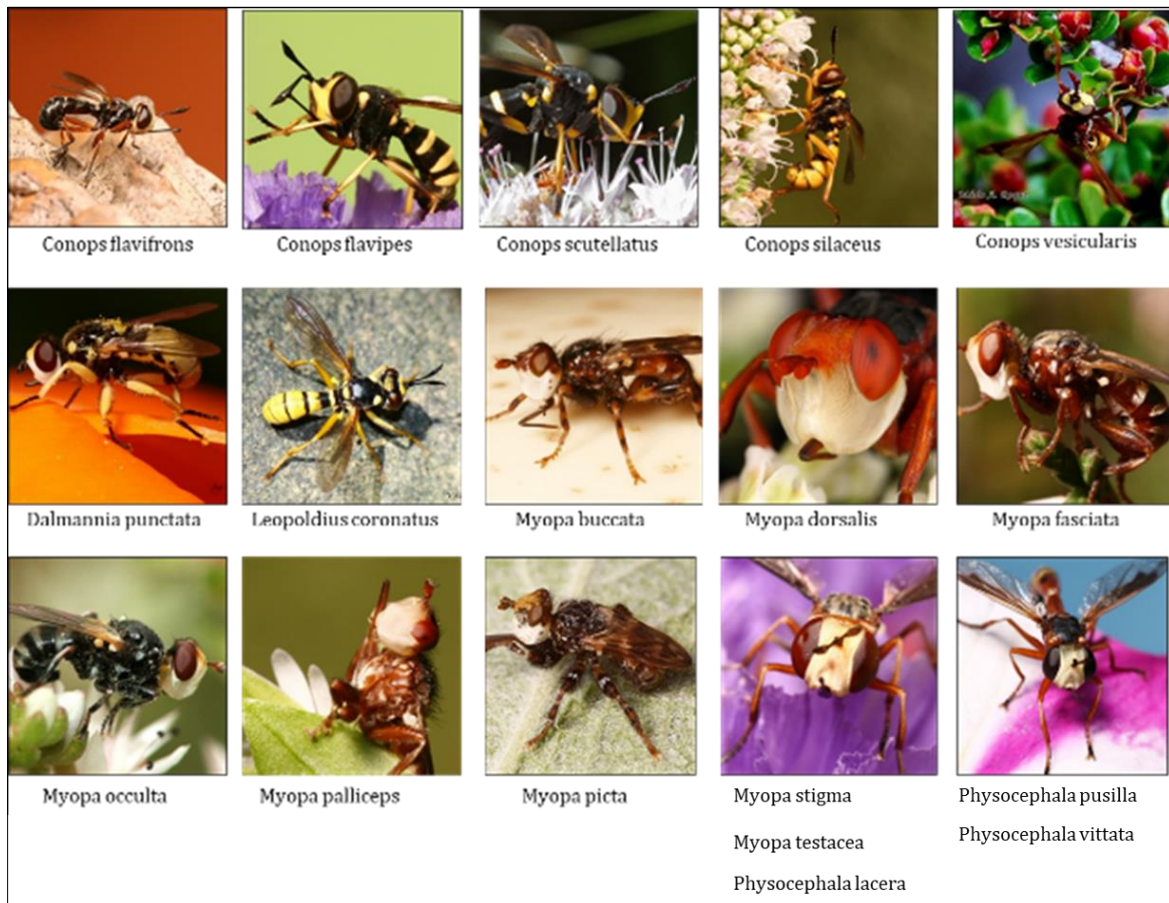 Conops flavifrons
Conops flavipes
Conops scutellatus
Conops silaceus
Conops vesicularis
Dalmannia punctata
Leopoldius coronatus
Myopa buccata
Myopa dorsalis
Myopa fasciata
Myopa occulta
Myopa palliceps
Myopa picta
Myopa stigma
Physocephala pusilla
Myopa testacea
Physocephala vittata
Physocephala lacera